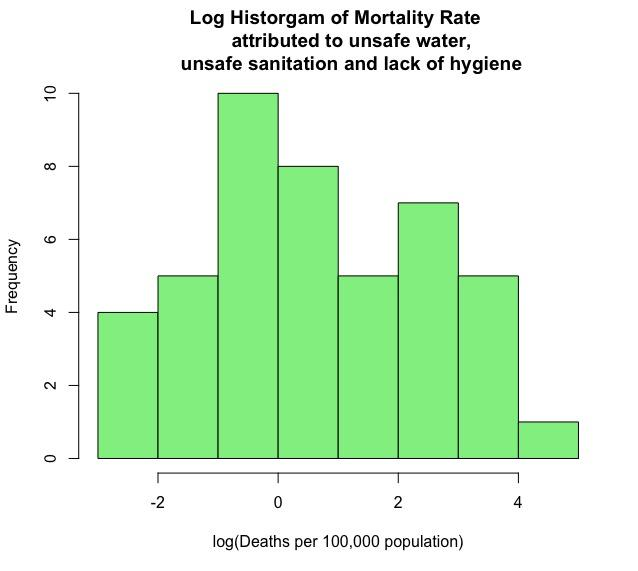 Log Historgam of Mortality Rate
attributed to unsafe water,
unsafe sanitation and lack of hygiene
10
8
6
4
2
0
Frequency
-2 0 2 4
log(Deaths per 100,000 population)